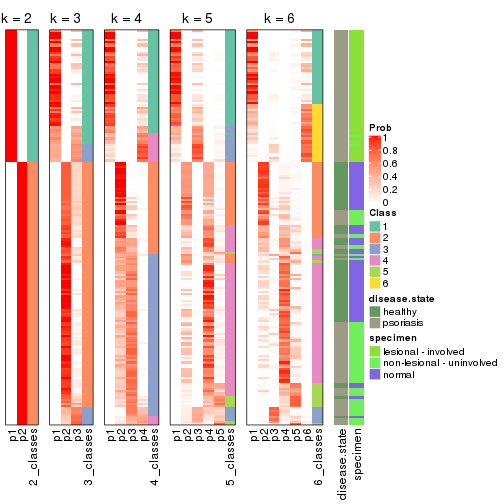 k = 2 k = 3 k = 4 k = 5 k = 6
Prob
1
0.8
0.6
0.4
0.2
0
Class
1
2
3
4
5
6
disease.state
healthy
psoriasis
specimen
lesional - involved
non-lesional - uninvolved
normal
p1
p2
2_classes
p1
p2
p3
3_classes
p1
p2
p3
p4
4_classes
p1
p2
p3
p4
p5
5_classes
p1
p2
p3
p4
p5
p6
6_classes
disease.state
specimen